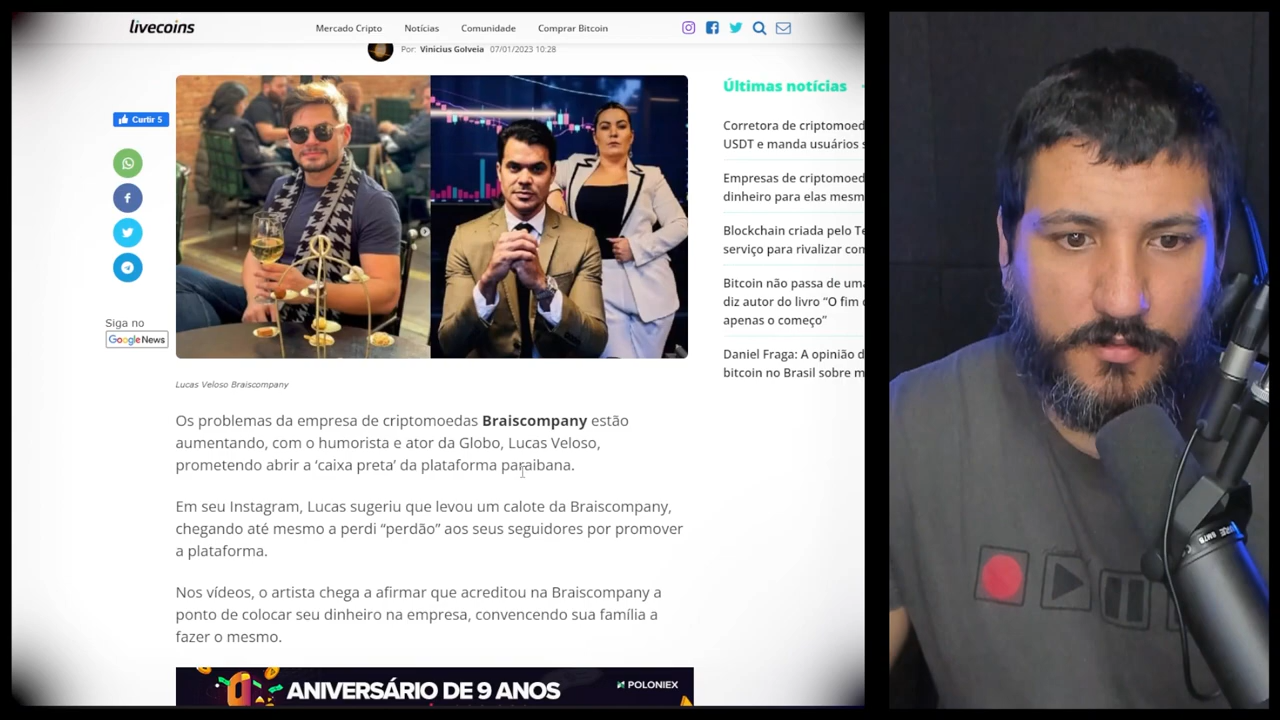 livecoins
Mercado Cripto
Notícias
Comunidade
Comprar Bitcoin
Por: Vinicius Golveia 07/01/2023 10:28
Curtir 5
Siga no
Google News
Lucas Veloso Braiscompany
Os problemas da empresa de criptomoedas Braiscompany estão
aumentando, com o humorista e ator da Globo, Lucas Veloso,
prometendo abrir a ‘caixa preta’ da plataforma paraibana.
Em seu Instagram, Lucas sugeriu que levou um calote da Braiscompany,
chegando até mesmo a perdi “perdão” aos seus seguidores por promover
a plataforma.
Nos vídeos, o artista chega a afirmar que acreditou na Braiscompany a
ponto de colocar seu dinheiro na empresa, convencendo sua família a
fazer o mesmo.
ANIVERSÁRIO DE 9 ANOS
POLONIEX
Últimas notícias
Corretora de criptomoed
USDT e manda usuários s
Empresas de criptomoed
dinheiro para elas mesm
Blockchain criada pelo Te
serviço para rivalizar com
Bitcoin não passa de uma
diz autor do livro “O fim d
apenas o começo”
Daniel Fraga: A opinião d
bitcoin no Brasil sobre m